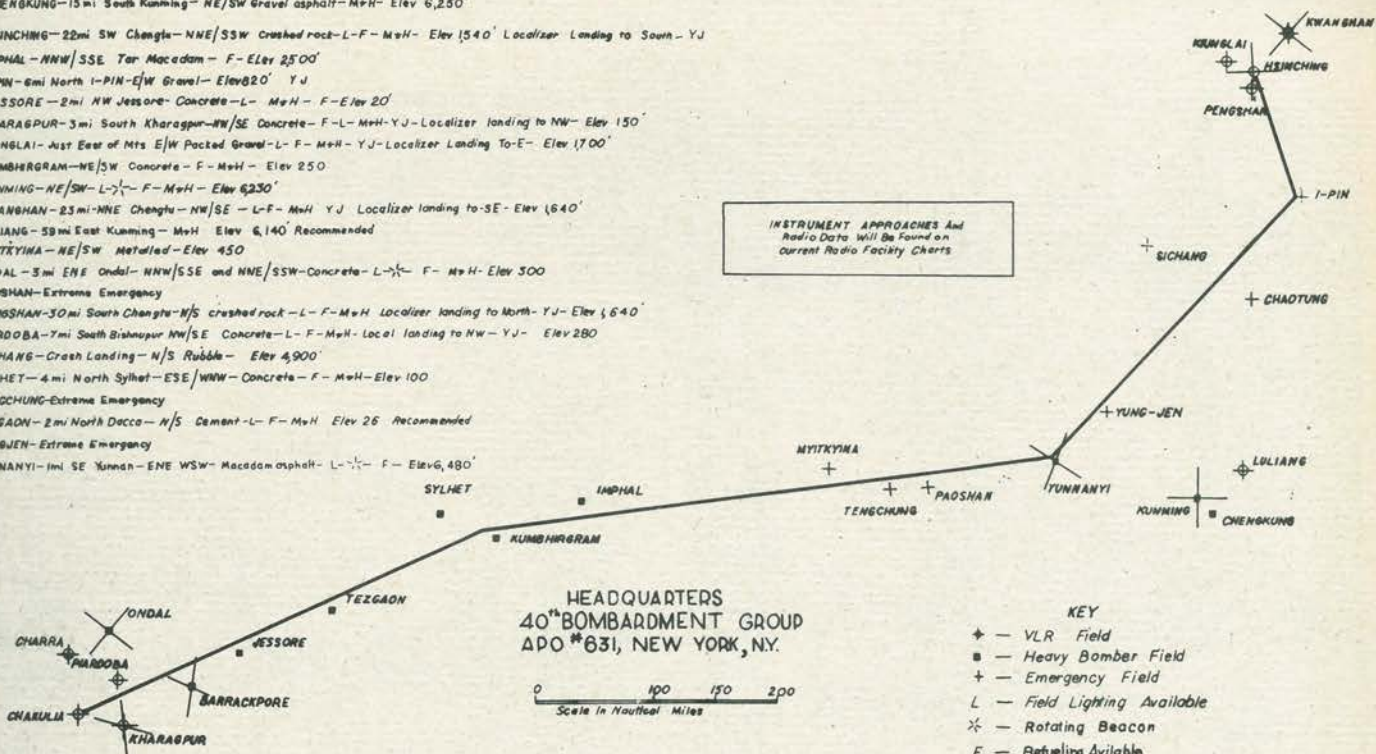 ENGKUNG—15 mi South Kunming— NE/SW Gravel asphalt—M+H— Elev 6,250'
INCHING—22mi SW Chengtu—NNE/SSW Crushed rock—L-F—M+H— Elev 1,540' Localizer Landing to South—YJ
PHAL—NNW/SSE Tar Macadam— F—Elev 2,500'
PIN—6mi North I-PIN—E/W Gravel—Elev 820' YJ
SSORE—2mi NW Jessore—Concrete—L— M+H— F—Elev 20'
ARAGPUR—3mi South Kharagpur—NW/SE Concrete—F—L—M+H—YJ—Localizer landing to NW—Elev 150'
NGLAI—Just East of Mts E/W Packed Gravel—L—F—M+H—YJ—Localizer Landing To-E— Elev 1,700'
MBHIRGRAM—NE/SW Concrete—F—M+H— Elev 250
NMING—NE/SW—L— F—M+H— Elev 6,230'
ANGHAN—23mi-NNE Chengtu—NW/SE—L-F—M+H YJ Localizer landing to-SE—Elev 1,640'
IANG—59mi East Kunming—M+H Elev 6,140' Recommended
TKYINA—NE/SW Metalled—Elev 450
AL—3mi ENE Ondal—NNW/SSE and NNE/SSW—Concrete—L— F—M+H—Elev 300
SHAN—Extreme Emergency
GSHAN—30mi South Chengtu—N/S crushed rock—L—F—M+H Localizer landing to North—YJ—Elev 1,640'
RDOBA—7mi South Bishnupur NW/SE Concrete—L—F—M+H—Local landing to NW—YJ— Elev 280
HANG—Crash Landing—N/S Rubble— Elev 4,900'
HET—4mi North Sylhet—ESE/WNW—Concrete—F—M+H—Elev 100
GCHUNG—Extreme Emergency
GAON—2mi North Dacca—N/S Cement—L—F—M+H Elev 26 Recommended
GJEN—Extreme Emergency
NANYI—1mi SE Yunnan—ENE WSW—Macadam asphalt—L— F—Elev 6,480'
INSTRUMENT APPROACHES And
Radio Data Will Be Found on
current Radio Facility Charts
KWANGHAN
KIUNGLAI
HSINCHING
PENGSHAN
I-PIN
SICHANG
CHAOTUNG
YUNG-JEN
MYITKYINA
LULIANG
TENGCHUNG
PAOSHAN
YUNNANYI
KUNMING
CHENGKUNG
SYLHET
IMPHAL
KUMBHIRGRAM
TEZGAON
JESSORE
ONDAL
CHARRA
PIARDOBA
BARRACKPORE
CHAKULIA
KHARAGPUR
HEADQUARTERS
40th BOMBARDMENT GROUP
APO #631, NEW YORK, N.Y.
0 100 150 200
Scale In Nautical Miles
KEY
— VLR Field
— Heavy Bomber Field
+ — Emergency Field
L — Field Lighting Available
— Rotating Beacon
F — Refueling Avilable